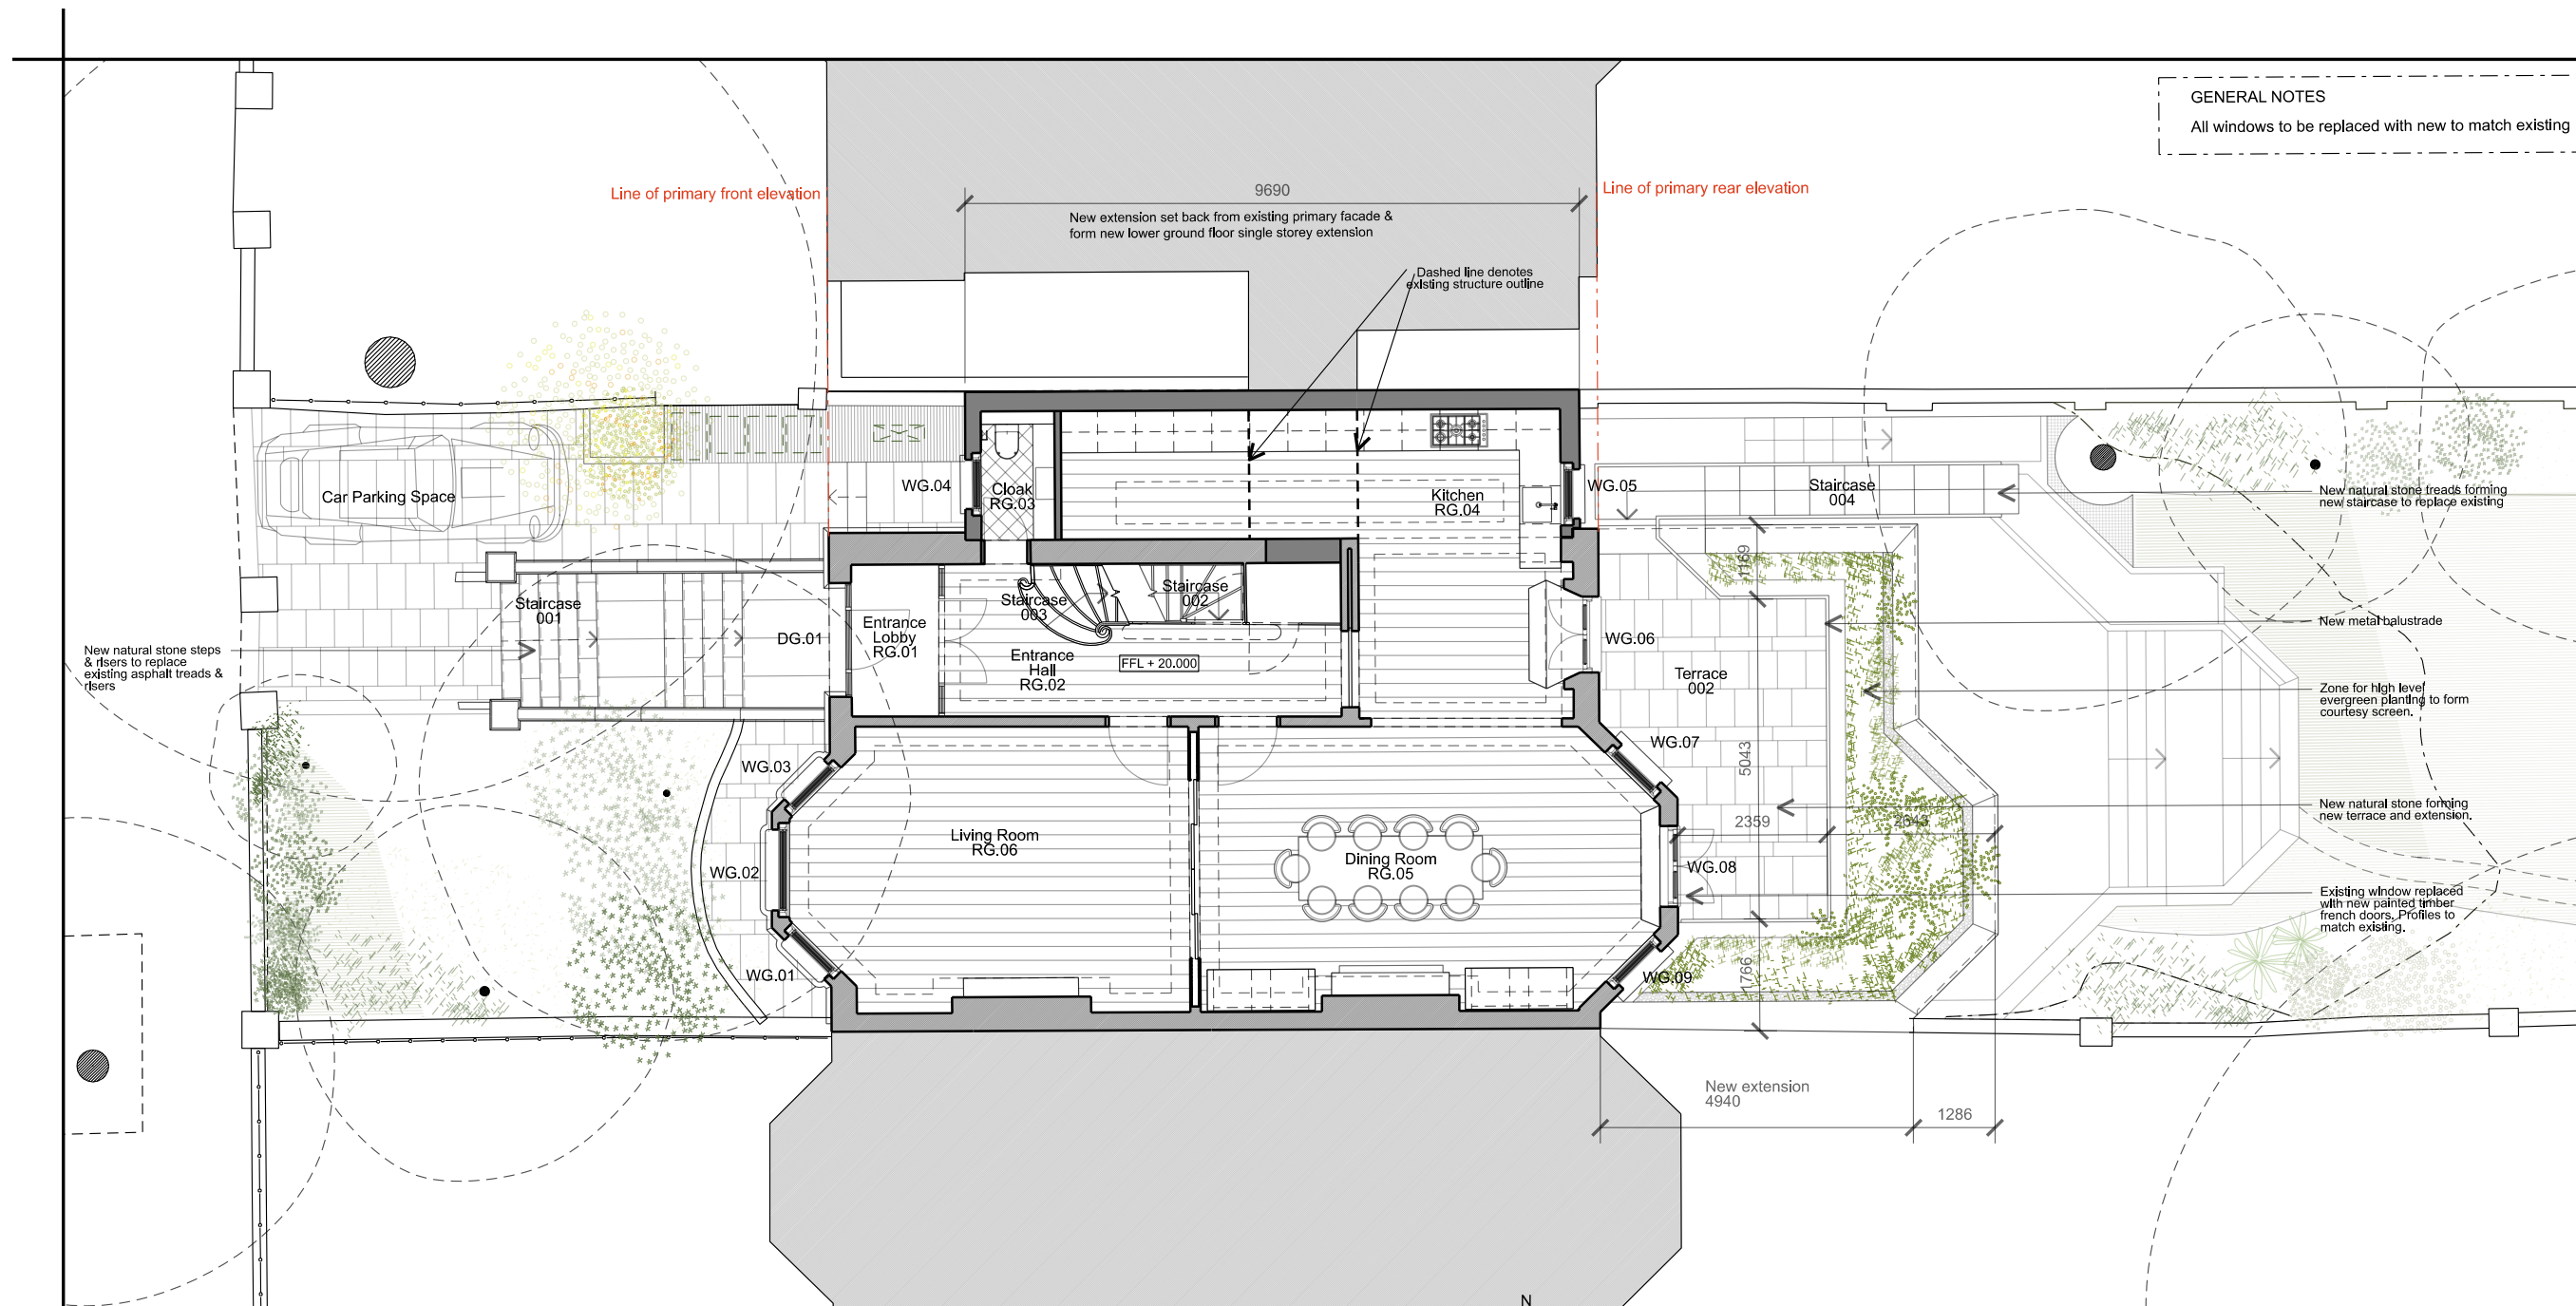 GENERAL NOTES
All windows to be replaced with new to match existing
Line of primary front elevation
9690
Line of primary rear elevation
New extension set back from existing primary facade &
form new lower ground floor single storey extension
Dashed line denotes
existing structure outline
Car Parking Space
WG.04
Cloak
RG.03
Kitchen
RG.04
WG.05
Staircase
004
New natural stone treads forming
new staircase to replace existing
1169
Staircase
001
DG.01
Entrance
Lobby
RG.01
Staircase
003
Staircase
002
Entrance
Hall
RG.02
FFL + 20.000
WG.06
New metal balustrade
New natural stone steps
& risers to replace
existing asphalt treads &
risers
Terrace
002
Zone for high level
evergreen planting to form
courtesy screen.
WG.03
WG.07
5043
Living Room
RG.06
Dining Room
RG.05
2359
2643
New natural stone forming
new terrace and extension.
WG.02
WG.08
Existing window replaced
with new painted timber
french doors. Profiles to
match existing.
WG.01
WG.09
1766
New extension
4940
1286
N